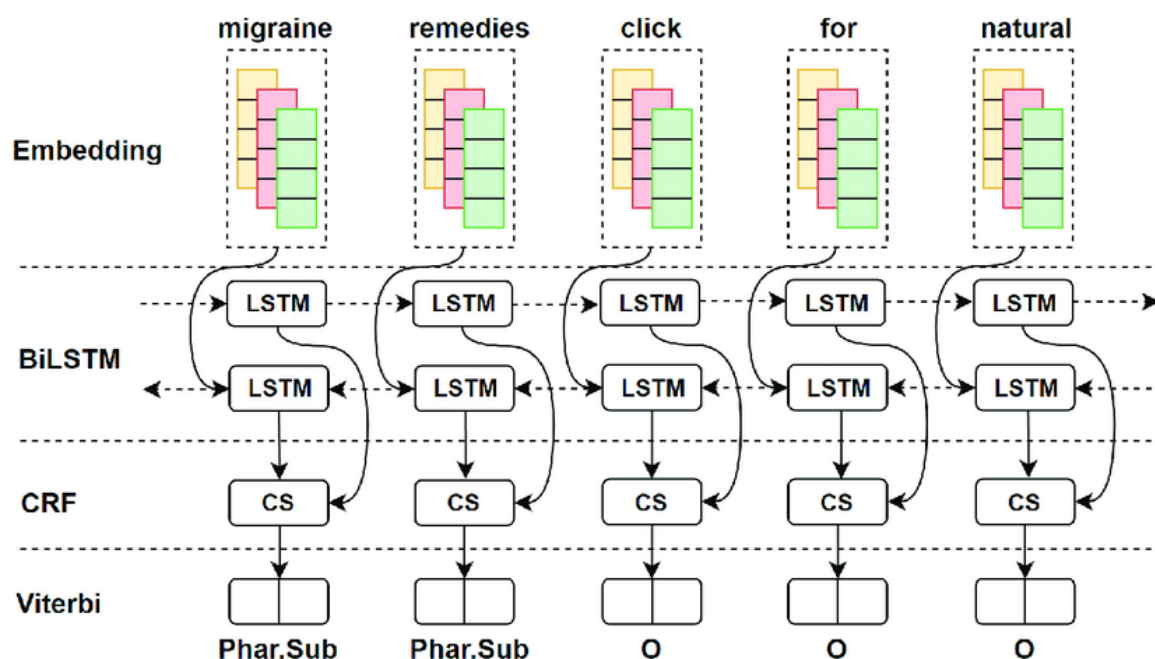 migraine remedies click for natural
Embedding
LSTM LSTM LSTM LSTM LSTM
BiLSTM
LSTM LSTM LSTM LSTM LSTM
CRF CS CS CS CS CS
Viterbi
Phar.Sub Phar.Sub O O O